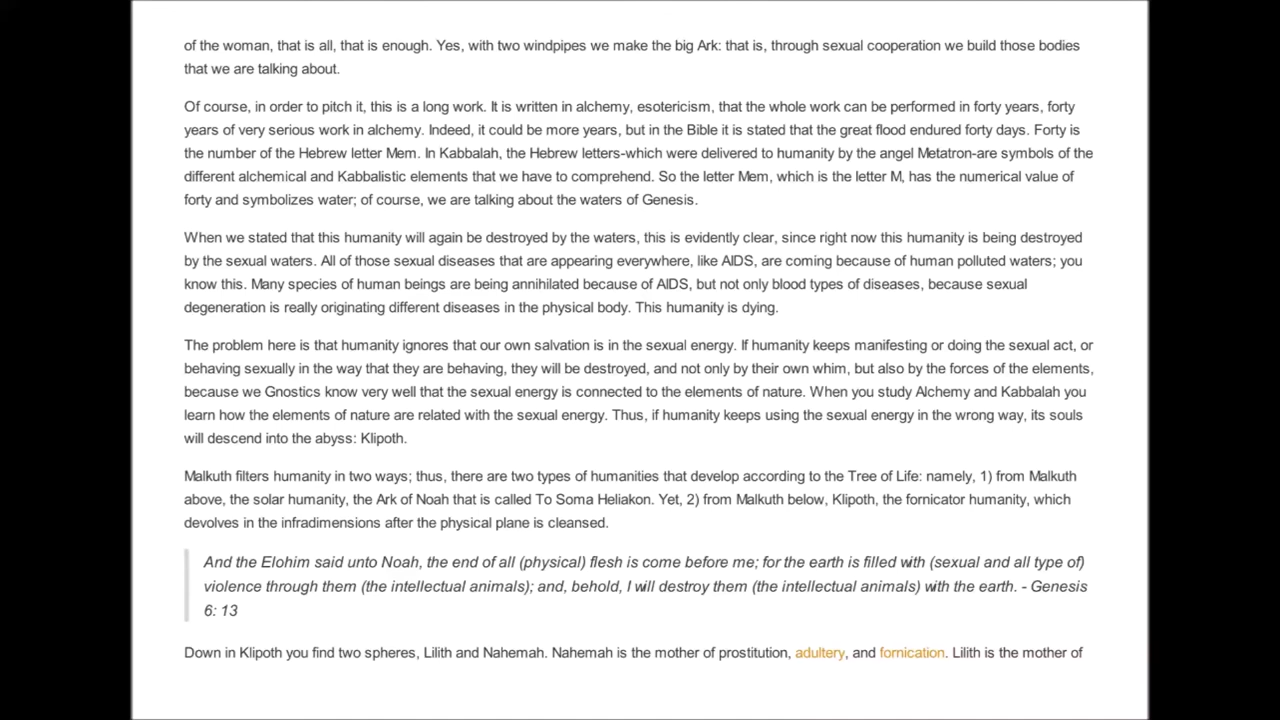 of the woman, that is all, that is enough. Yes, with two windpipes we make the big Ark: that is, through sexual cooperation we build those bodies
that we are talking about.
Of course, in order to pitch it, this is a long work. It is written in alchemy, esotericism, that the whole work can be performed in forty years, forty
years of very serious work in alchemy. Indeed, it could be more years, but in the Bible it is stated that the great flood endured forty days. Forty is
the number of the Hebrew letter Mem. In Kabbalah, the Hebrew letters-which were delivered to humanity by the angel Metatron-are symbols of the
different alchemical and Kabbalistic elements that we have to comprehend. So the letter Mem, which is the letter M, has the numerical value of
forty and symbolizes water; of course, we are talking about the waters of Genesis.
When we stated that this humanity will again be destroyed by the waters, this is evidently clear, since right now this humanity is being destroyed
by the sexual waters. All of those sexual diseases that are appearing everywhere, like AIDS, are coming because of human polluted waters; you
know this. Many species of human beings are being annihilated because of AIDS, but not only blood types of diseases, because sexual
degeneration is really originating different diseases in the physical body. This humanity is dying.
The problem here is that humanity ignores that our own salvation is in the sexual energy. If humanity keeps manifesting or doing the sexual act, or
behaving sexually in the way that they are behaving, they will be destroyed, and not only by their own whim, but also by the forces of the elements,
because we Gnostics know very well that the sexual energy is connected to the elements of nature. When you study Alchemy and Kabbalah you
learn how the elements of nature are related with the sexual energy. Thus, if humanity keeps using the sexual energy in the wrong way, its souls
will descend into the abyss: Klipoth.
Malkuth filters humanity in two ways; thus, there are two types of humanities that develop according to the Tree of Life: namely, 1) from Malkuth
above, the solar humanity, the Ark of Noah that is called To Soma Heliakon. Yet, 2) from Malkuth below, Klipoth, the fornicator humanity, which
devolves in the infradimensions after the physical plane is cleansed.
And the Elohim said unto Noah, the end of all (physical) flesh is come before me; for the earth is filled with (sexual and all type of)
violence through them (the intellectual animals); and, behold, I will destroy them (the intellectual animals) with the earth. - Genesis
6: 13
Down in Klipoth you find two spheres, Lilith and Nahemah. Nahemah is the mother of prostitution, adultery, and fornication. Lilith is the mother of